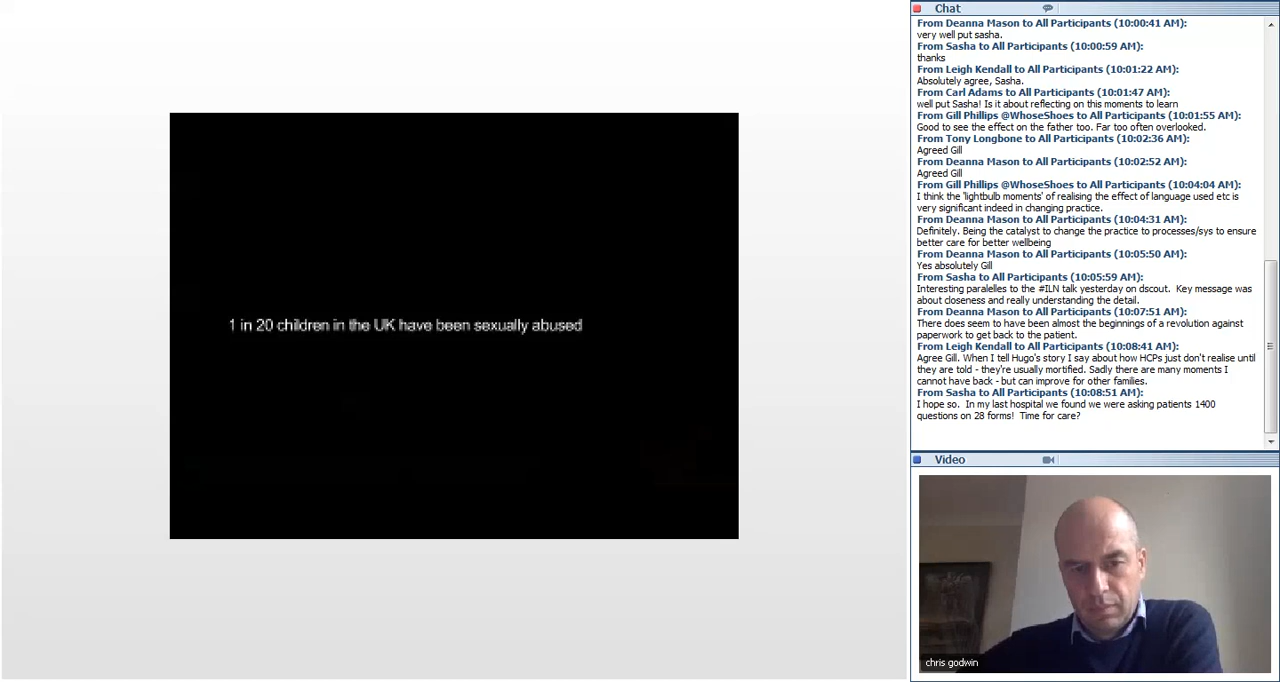 1 in 20 children in the UK have been sexually abused
Chat
From Deanna Mason to All Participants (10:00:41 AM):
very well put sasha.
From Sasha to All Participants (10:00:59 AM):
thanks
From Leigh Kendall to All Participants (10:01:22 AM):
Absolutely agree, Sasha.
From Carl Adams to All Participants (10:01:47 AM):
well put Sasha! Is it about reflecting on this moments to learn
From Gill Phillips @WhoseShoes to All Participants (10:01:55 AM):
Good to see the effect on the father too. Far too often overlooked.
From Tony Longbone to All Participants (10:02:36 AM):
Agreed Gill
From Deanna Mason to All Participants (10:02:52 AM):
Agreed Gill
From Gill Phillips @WhoseShoes to All Participants (10:04:04 AM):
I think the 'lightbulb moments' of realising the effect of language used etc is
very significant indeed in changing practice.
From Deanna Mason to All Participants (10:04:31 AM):
Definitely. Being the catalyst to change the practice to processes/sys to ensure
better care for better wellbeing
From Deanna Mason to All Participants (10:05:50 AM):
Yes absolutely Gill
From Sasha to All Participants (10:05:59 AM):
Interesting paralelles to the #ILN talk yesterday on dscout.  Key message was
about closeness and really understanding the detail.
From Deanna Mason to All Participants (10:07:51 AM):
There does seem to have been almost the beginnings of a revolution against
paperwork to get back to the patient.
From Leigh Kendall to All Participants (10:08:41 AM):
Agree Gill. When I tell Hugo's story I say about how HCPs just don't realise until
they are told - they're usually mortified. Sadly there are many moments I
cannot have back - but can improve for other families.
From Sasha to All Participants (10:08:51 AM):
I hope so.  In my last hospital we found we were asking patients 1400
questions on 28 forms!  Time for care?
Video
chris godwin